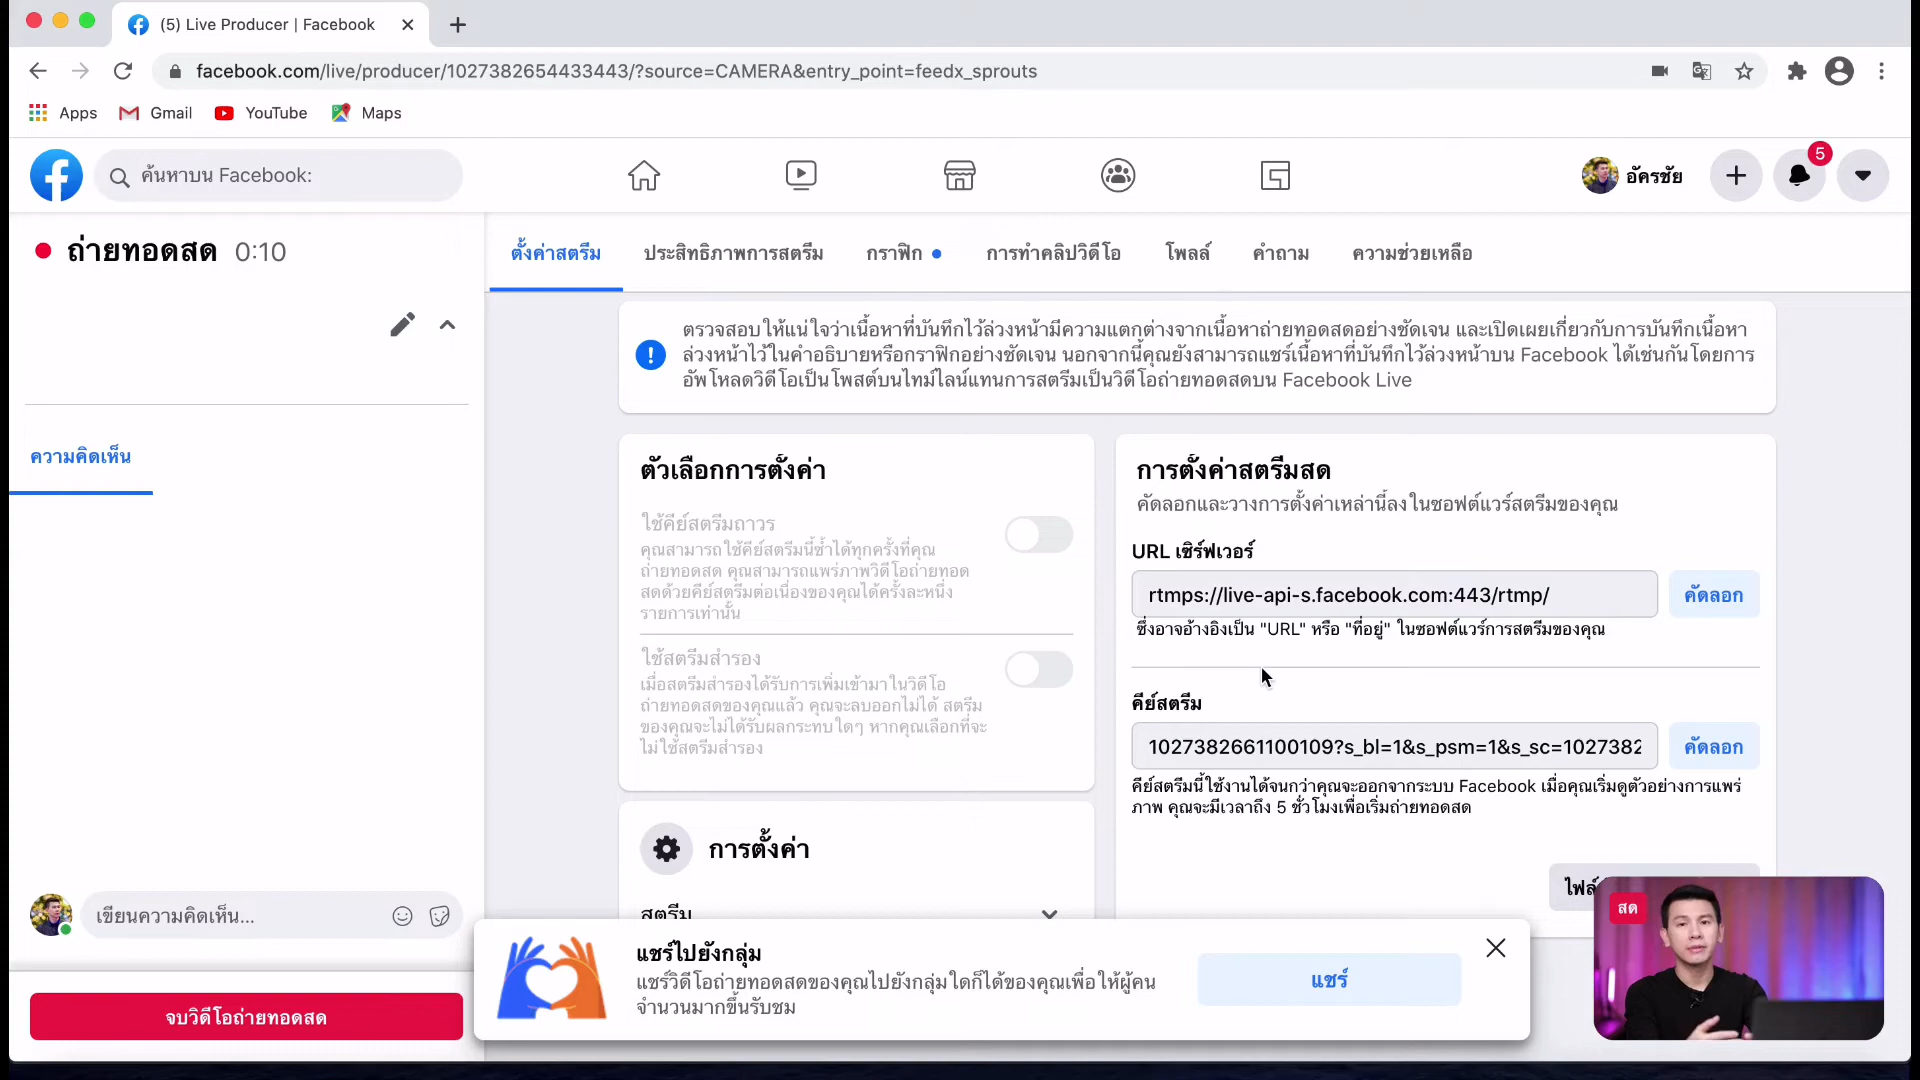 (5) Live Producer | Facebook
facebook.com/live/producer/1027382654433443/?source=CAMERA&entry_point=feedx_sprouts
Apps
Gmail
YouTube
Maps
ค้นหาบน Facebook:
อัครชัย
5
ถ่ายทอดสด 0:10
ตั้งค่าสตรีม
ประสิทธิภาพการสตรีม
กราฟิก
การทำคลิปวิดีโอ
โพลล์
คำถาม
ความช่วยเหลือ
ตรวจสอบให้แน่ใจว่าเนื้อหาที่บันทึกไว้ล่วงหน้ามีความแตกต่างจากเนื้อหาถ่ายทอดสดอย่างชัดเจน และเปิดเผยเกี่ยวกับการบันทึกเนื้อหา
ล่วงหน้าไว้ในคำอธิบายหรือกราฟิกอย่างชัดเจน นอกจากนี้คุณยังสามารถแชร์เนื้อหาที่บันทึกไว้ล่วงหน้าบน Facebook ได้เช่นกันโดยการ
อัพโหลดวิดีโอเป็นโพสต์บนไทม์ไลน์แทนการสตรีมเป็นวิดีโอถ่ายทอดสดบน Facebook Live
ความคิดเห็น
ตัวเลือกการตั้งค่า
ใช้คีย์สตรีมถาวร
คุณสามารถใช้คีย์สตรีมนี้ซ้ำได้ทุกครั้งที่คุณ
ถ่ายทอดสด คุณสามารถแพร่ภาพวิดีโอถ่ายทอด
สดด้วยคีย์สตรีมต่อเนื่องของคุณได้ครั้งละหนึ่ง
รายการเท่านั้น
ใช้สตรีมสำรอง
เมื่อสตรีมสำรองได้รับการเพิ่มเข้ามาในวิดีโอ
ถ่ายทอดสดของคุณแล้ว คุณจะลบออกไม่ได้ สตรีม
ของคุณจะไม่ได้รับผลกระทบใดๆ หากคุณเลือกที่จะ
ไม่ใช้สตรีมสำรอง
การตั้งค่า
สตรีม
การตั้งค่าสตรีมสด
คัดลอกและวางการตั้งค่าเหล่านี้ลงในซอฟต์แวร์สตรีมของคุณ
URL เซิร์ฟเวอร์
rtmps://live-api-s.facebook.com:443/rtmp/
คัดลอก
ซึ่งอาจอ้างอิงเป็น "URL" หรือ "ที่อยู่" ในซอฟต์แวร์การสตรีมของคุณ
คีย์สตรีม
1027382661100109?s_bl=1&s_psm=1&s_sc=1027382
คัดลอก
คีย์สตรีมนี้ใช้งานได้จนกว่าคุณจะออกจากระบบ Facebook เมื่อคุณเริ่มดูตัวอย่างการแพร่
ภาพ คุณจะมีเวลาถึง 5 ชั่วโมงเพื่อเริ่มถ่ายทอดสด
สด
เขียนความคิดเห็น...
จบวิดีโอถ่ายทอดสด
แชร์ไปยังกลุ่ม
แชร์วิดีโอถ่ายทอดสดของคุณไปยังกลุ่มใดก็ได้ของคุณเพื่อให้ผู้คน
จำนวนมากขึ้นรับชม
แชร์